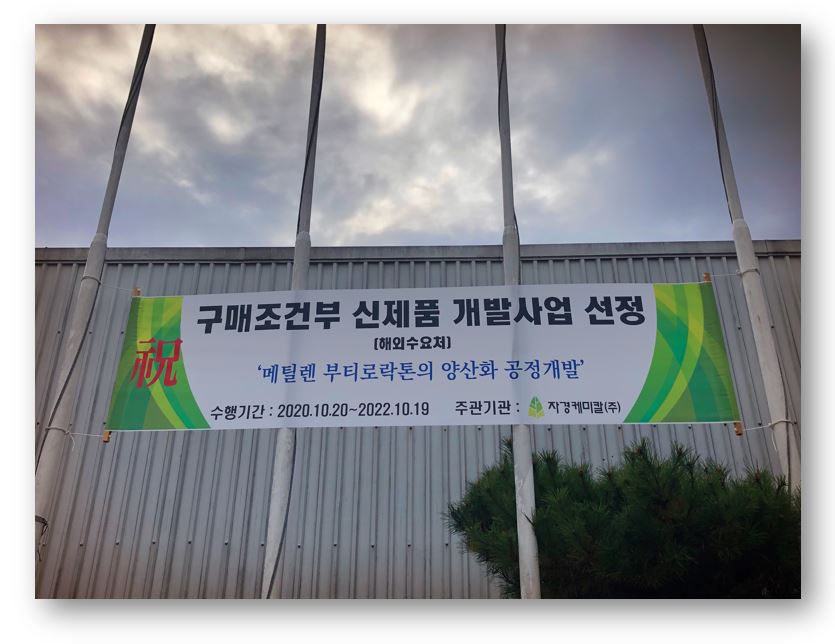 祝
구매조건부 신제품 개발사업 선정
(해외수요처)
'메틸렌 부티로락톤의 양산화 공정개발'
수행기간 : 2020.10.20~2022.10.19 주관기관 : 자경케미칼(주)